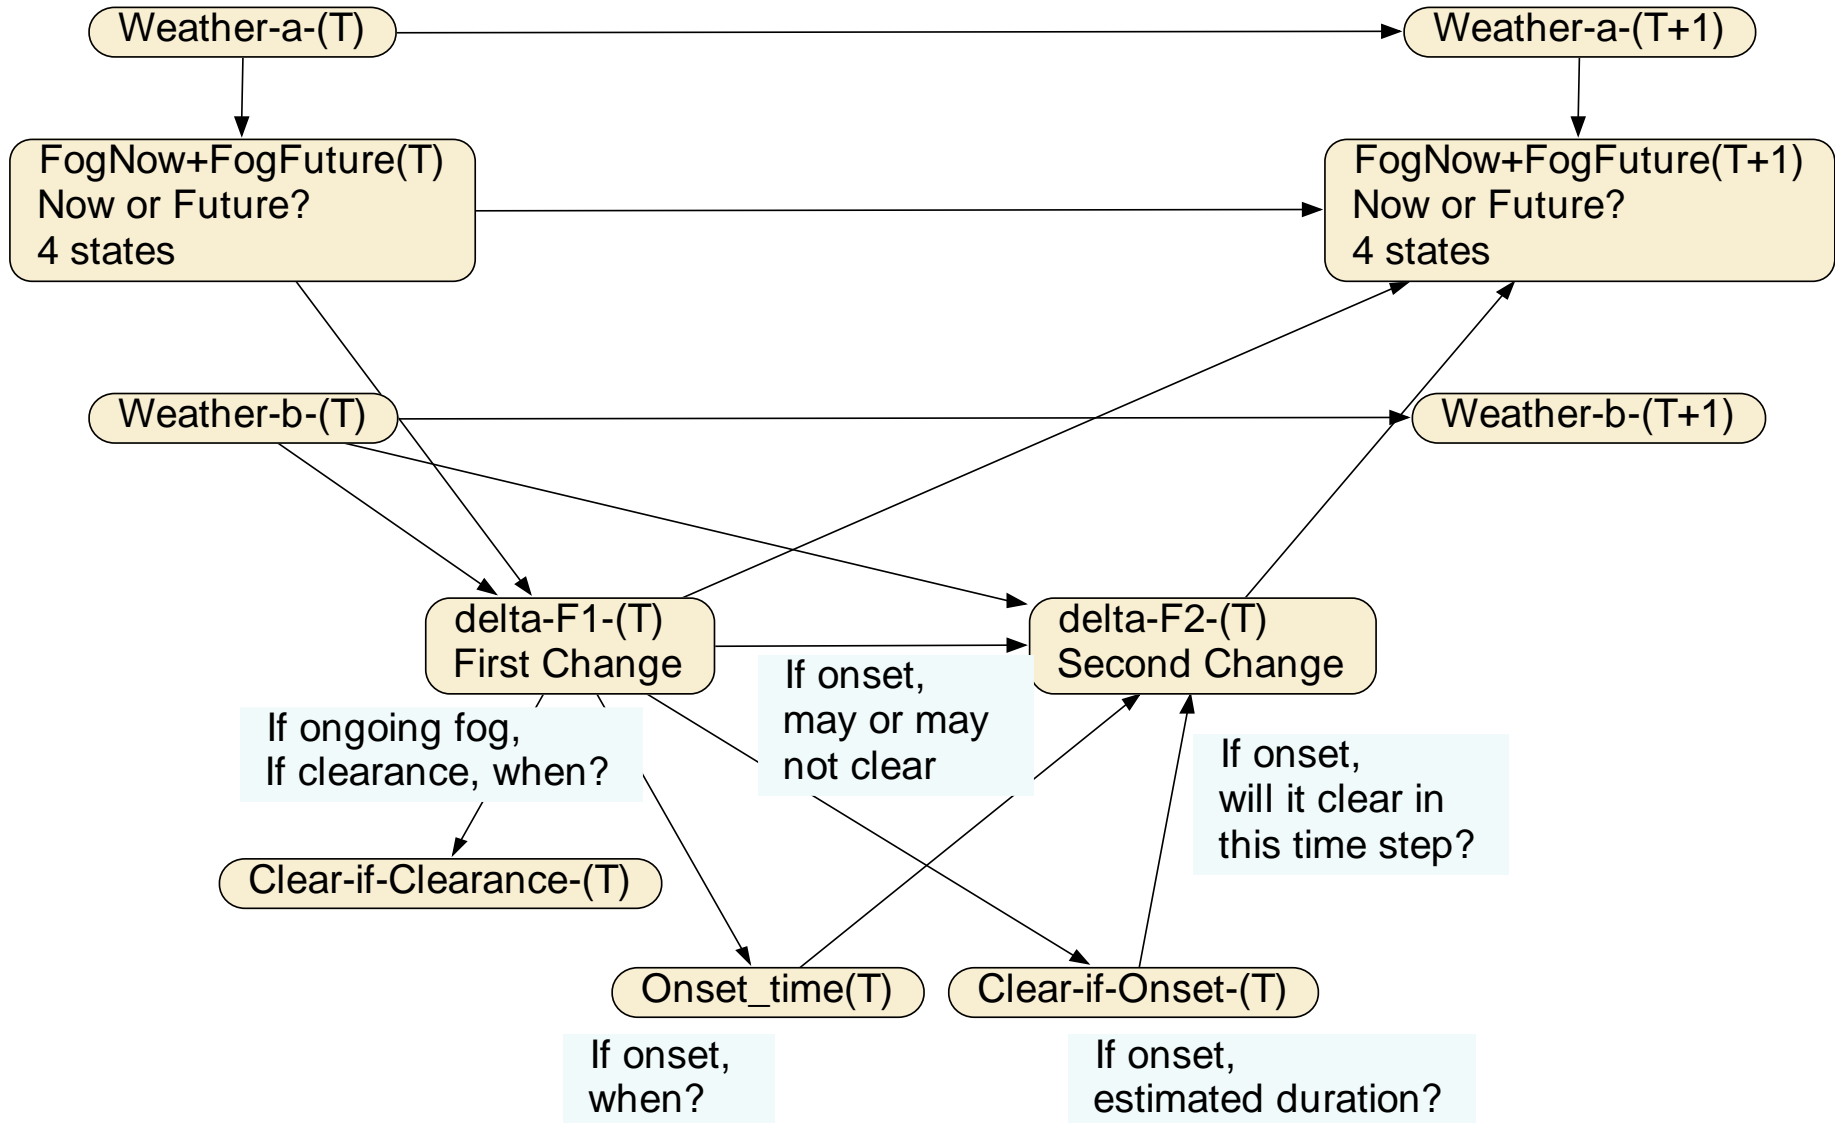 Weather-a-(T)
Weather-a-(T+1)
FogNow+FogFuture(T)
Now or Future?
4 states
FogNow+FogFuture(T+1)
Now or Future?
4 states
Weather-b-(T)
Weather-b-(T+1)
delta-F1-(T)
First Change
delta-F2-(T)
Second Change
If onset,
may or may
not clear
If ongoing fog,
If clearance, when?
If onset,
will it clear in
this time step?
Clear-if-Clearance-(T)
Onset_time(T)
Clear-if-Onset-(T)
If onset,
when?
If onset,
estimated duration?